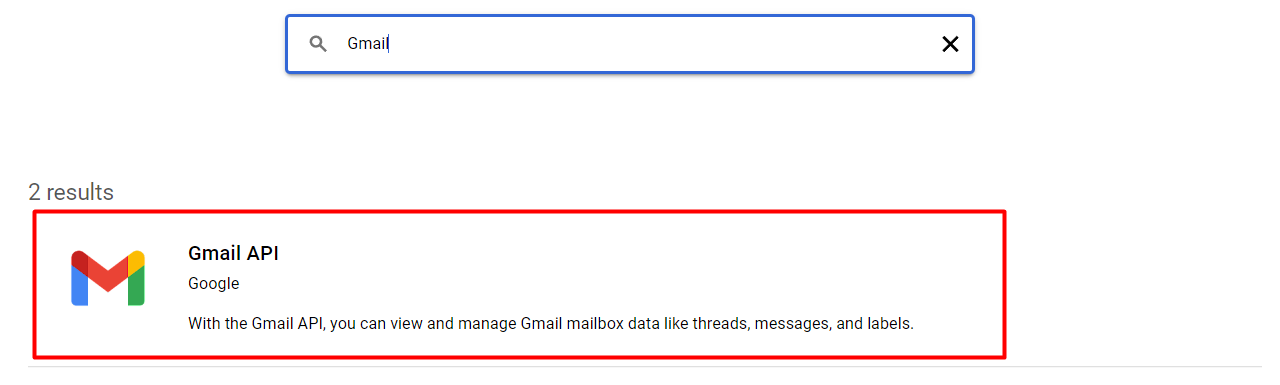 Gmail
2 results
Gmail API
Google
With the Gmail API, you can view and manage Gmail mailbox data like threads, messages, and labels.